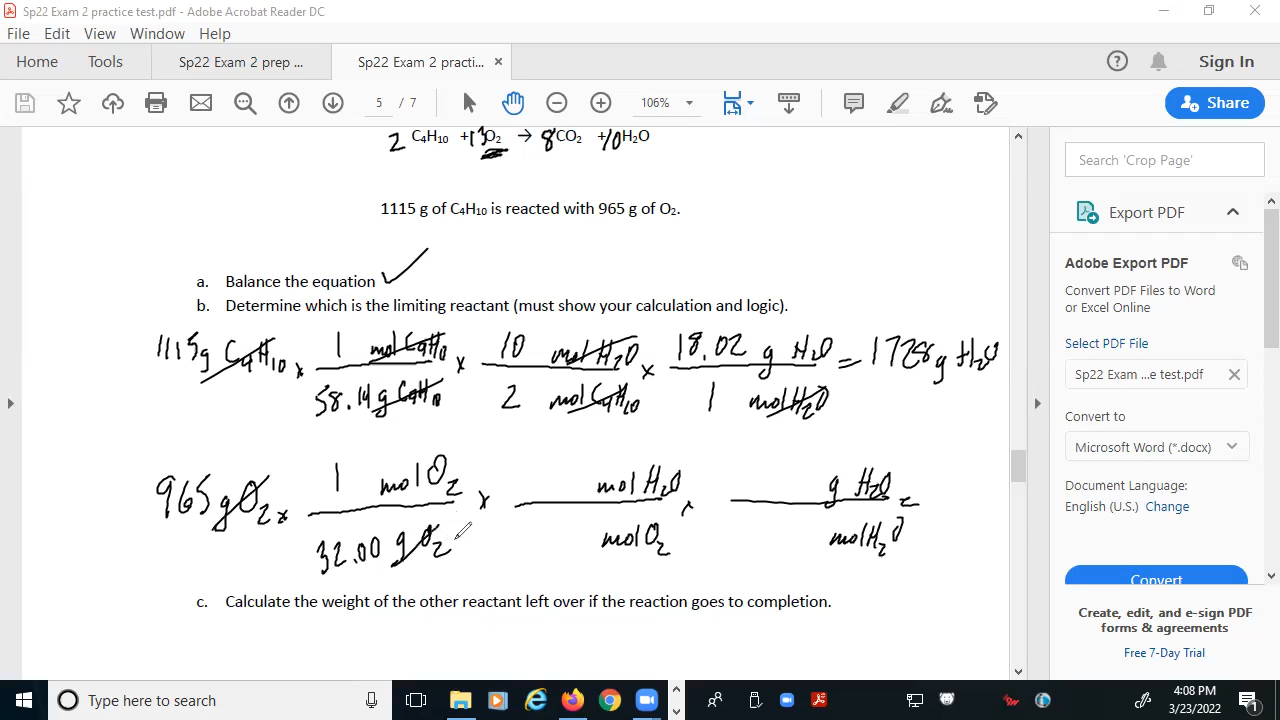 Sp22 Exam 2 practice test.pdf - Adobe Acrobat Reader DC
File Edit View Window Help
Home Tools Sp22 Exam 2 prep ... Sp22 Exam 2 practi... ×
5 / 7 106% Share
? Sign In
2 C₄H₁₀ +13O₂ → 8CO₂ +10H₂O
1115 g of C₄H₁₀ is reacted with 965 g of O₂.
a. Balance the equation ✓
b. Determine which is the limiting reactant (must show your calculation and logic).
1 mol C₄H₁₀ 10 mol H₂O 18.02 g H₂O
1115g C₄H₁₀ x x x = 1728g H₂O
58.14 g C₄H₁₀ 2 mol C₄H₁₀ 1 mol H₂O
1 mol O₂ mol H₂O g H₂O
965 g O₂ x x x =
32.00 g O₂ mol O₂ mol H₂O
c. Calculate the weight of the other reactant left over if the reaction goes to completion.
Search 'Crop Page'
Export PDF
Adobe Export PDF
Convert PDF Files to Word
or Excel Online
Select PDF File
Sp22 Exam ...e test.pdf
Convert to
Microsoft Word (*.docx)
Document Language:
English (U.S.) Change
Convert
Create, edit, and e-sign PDF
forms & agreements
Free 7-Day Trial
Type here to search
4:08 PM
3/23/2022
1